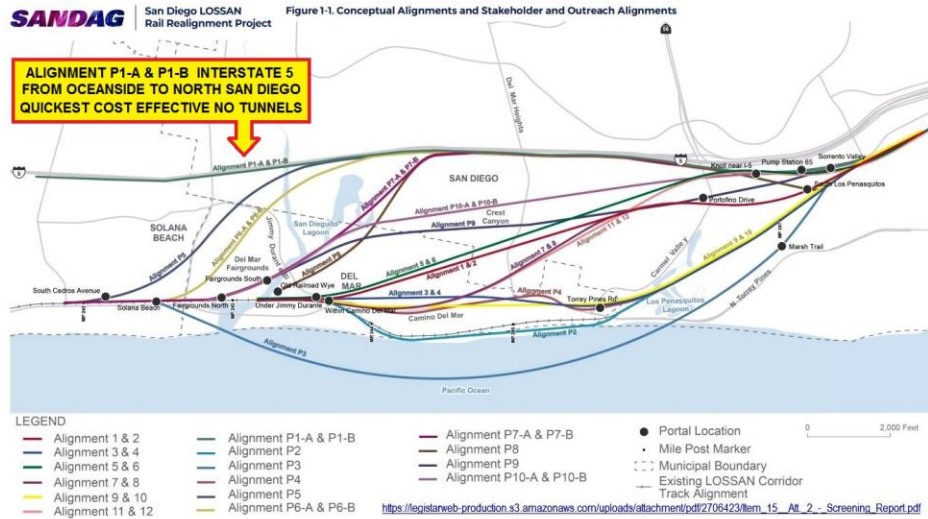 SANDAG
San Diego LOSSAN
Rail Realignment Project
Figure 1-1. Conceptual Alignments and Stakeholder and Outreach Alignments
ALIGNMENT P1-A & P1-B INTERSTATE 5
FROM OCEANSIDE TO NORTH SAN DIEGO
QUICKEST COST EFFECTIVE NO TUNNELS
56
5
Alignment P1-A & P1-B
Del Mar Heights
5
Knoll near I-5
Pump Station 65
Sorrento Valley
Alignment P7-A & P7-B
SAN DIEGO
South Los Penasquitos
Alignment P10-A & P10-B
Portofino Drive
Crest
Canyon
Alignment P6-A & P6-B
SOLANA
BEACH
San Dieguito
Lagoon
Jimmy Durant
Alignment P9
Alignment 11 & 12
Carmel Valley
Alignment P5
Del Mar
Fairgrounds
Alignment 7 & 8
Alignment 9 & 10
Marsh Trail
Fairgrounds South
Alignment 5 & 6
Alignment 1 & 2
South Cedros Avenue
Old Railroad Wye
DEL
MAR
Alignment 3 & 4
Alignment P4
Torrey Pines Rd
Los Penasquitos
Lagoon
N. Torrey Pines
Solana Beach
Fairgrounds North
Under Jimmy Durante
Within Camino Del Mar
Camino Del Mar
Alignment P3
Pacific Ocean
LEGEND
Alignment 1 & 2
Alignment 3 & 4
Alignment 5 & 6
Alignment 7 & 8
Alignment 9 & 10
Alignment 11 & 12
Alignment P1-A & P1-B
Alignment P2
Alignment P3
Alignment P4
Alignment P5
Alignment P6-A & P6-B
Alignment P7-A & P7-B
Alignment P8
Alignment P9
Alignment P10-A & P10-B
Portal Location
Mile Post Marker
Municipal Boundary
Existing LOSSAN Corridor
Track Alignment
0
2,000 Feet
https://legistarweb-production.s3.amazonaws.com/uploads/attachment/pdf/2706423/Item_15__Att._2_-_Screening_Report.pdf